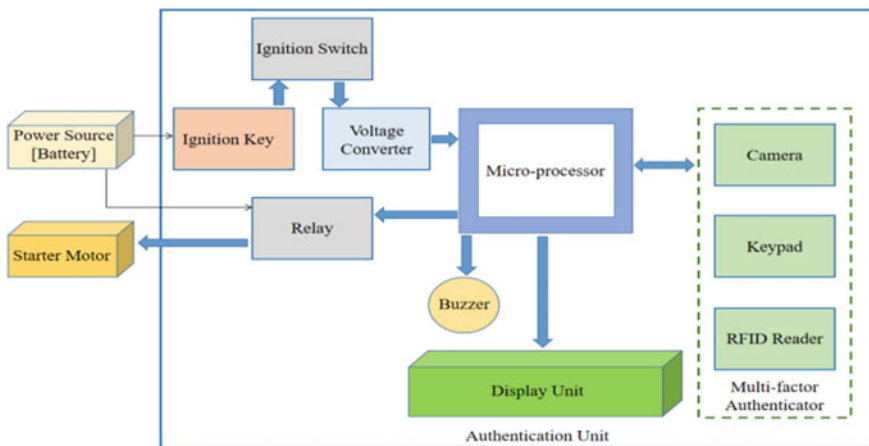 Ignition Switch
Power Source
[Battery]
Ignition Key
Voltage
Converter
Micro-processor
Camera
Relay
Starter Motor
Keypad
Buzzer
RFID Reader
Display Unit
Multi-factor
Authenticator
Authentication Unit